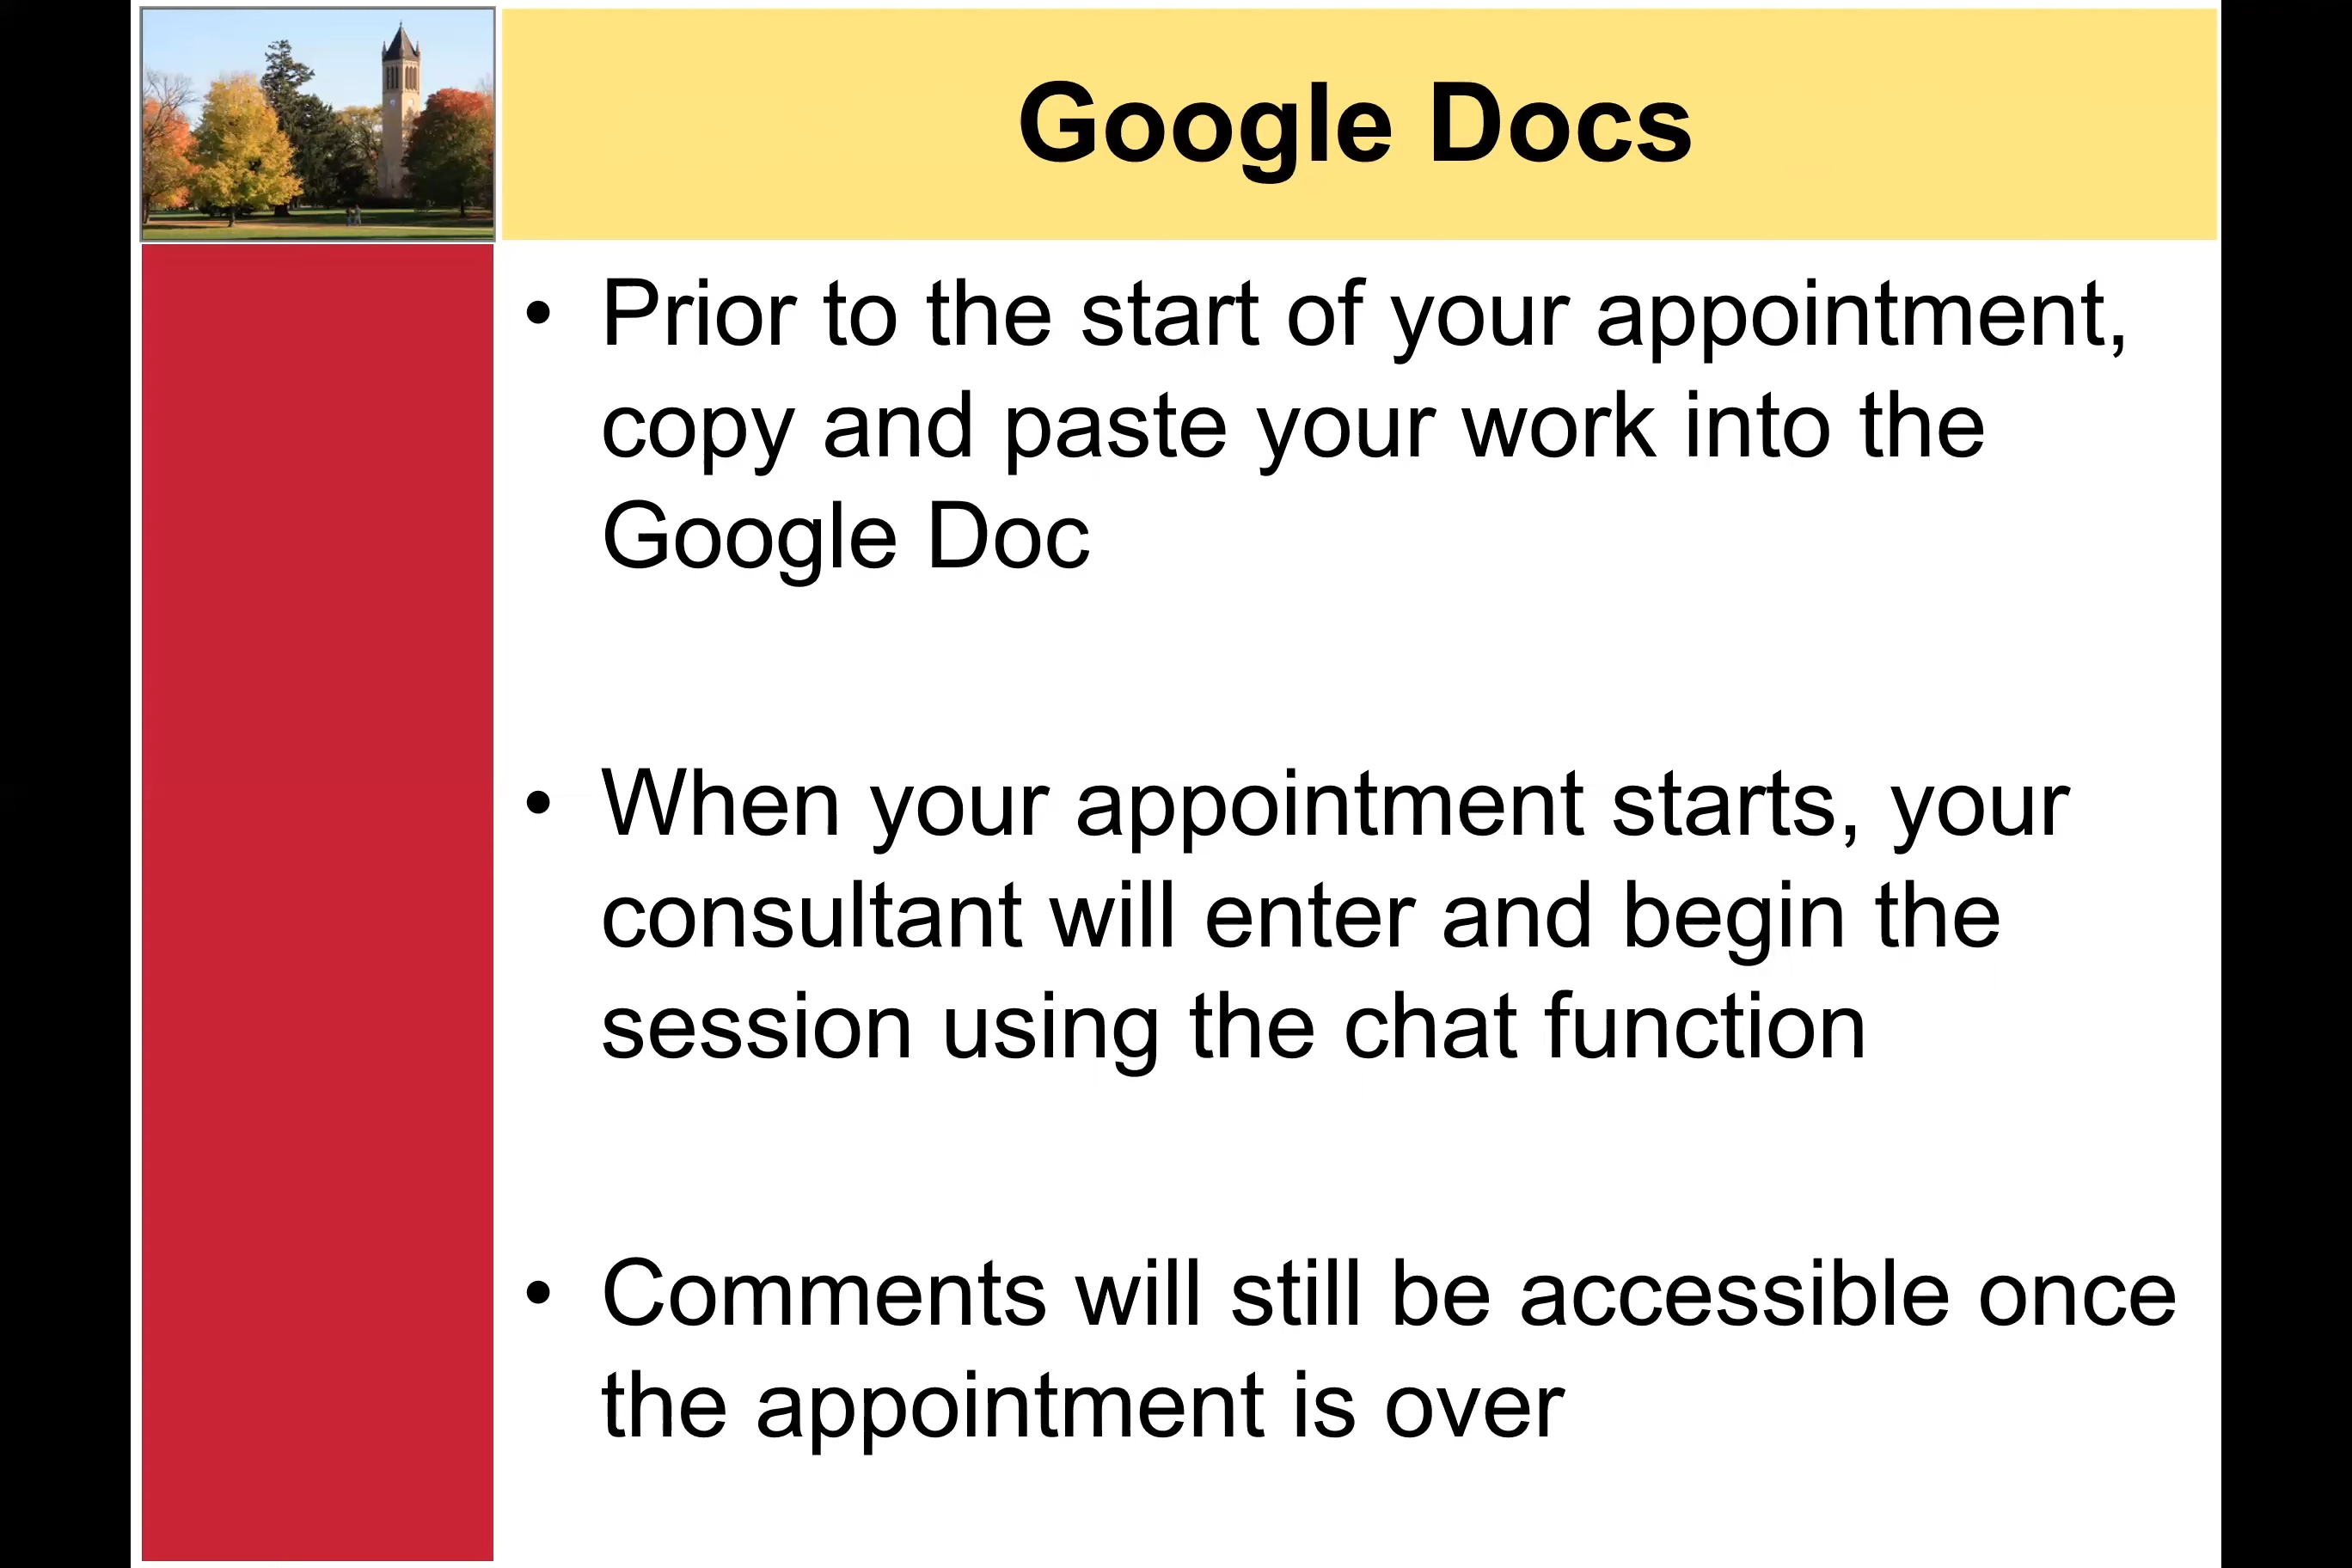 Google Docs
• Prior to the start of your appointment,
copy and paste your work into the
Google Doc
• When your appointment starts, your
consultant will enter and begin the
session using the chat function
• Comments will still be accessible once
the appointment is over